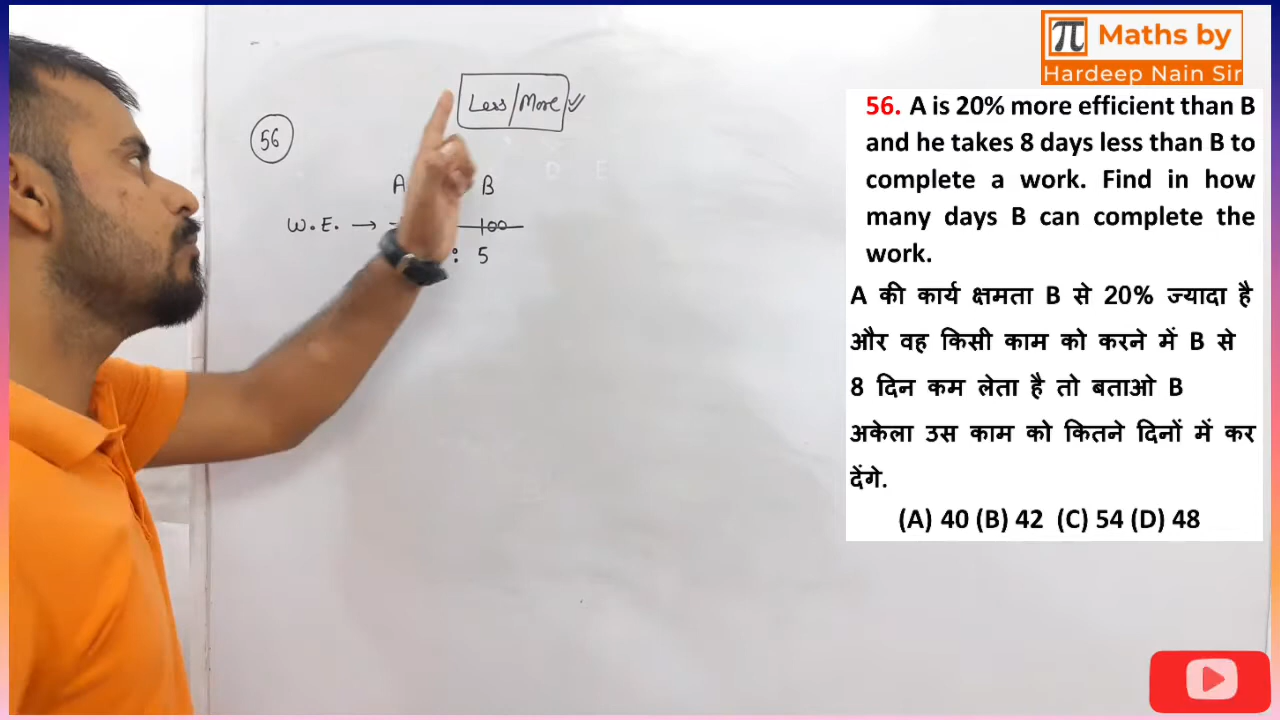 π Maths by
Hardeep Nain Sir
Less/More
56
A B
W.E. → 100
: 5
56. A is 20% more efficient than B
and he takes 8 days less than B to
complete a work. Find in how
many days B can complete the
work.
A की कार्य क्षमता B से 20% ज्यादा है
और वह किसी काम को करने में B से
8 दिन कम लेता है तो बताओ B
अकेला उस काम को कितने दिनों में कर
देंगे.
(A) 40 (B) 42 (C) 54 (D) 48